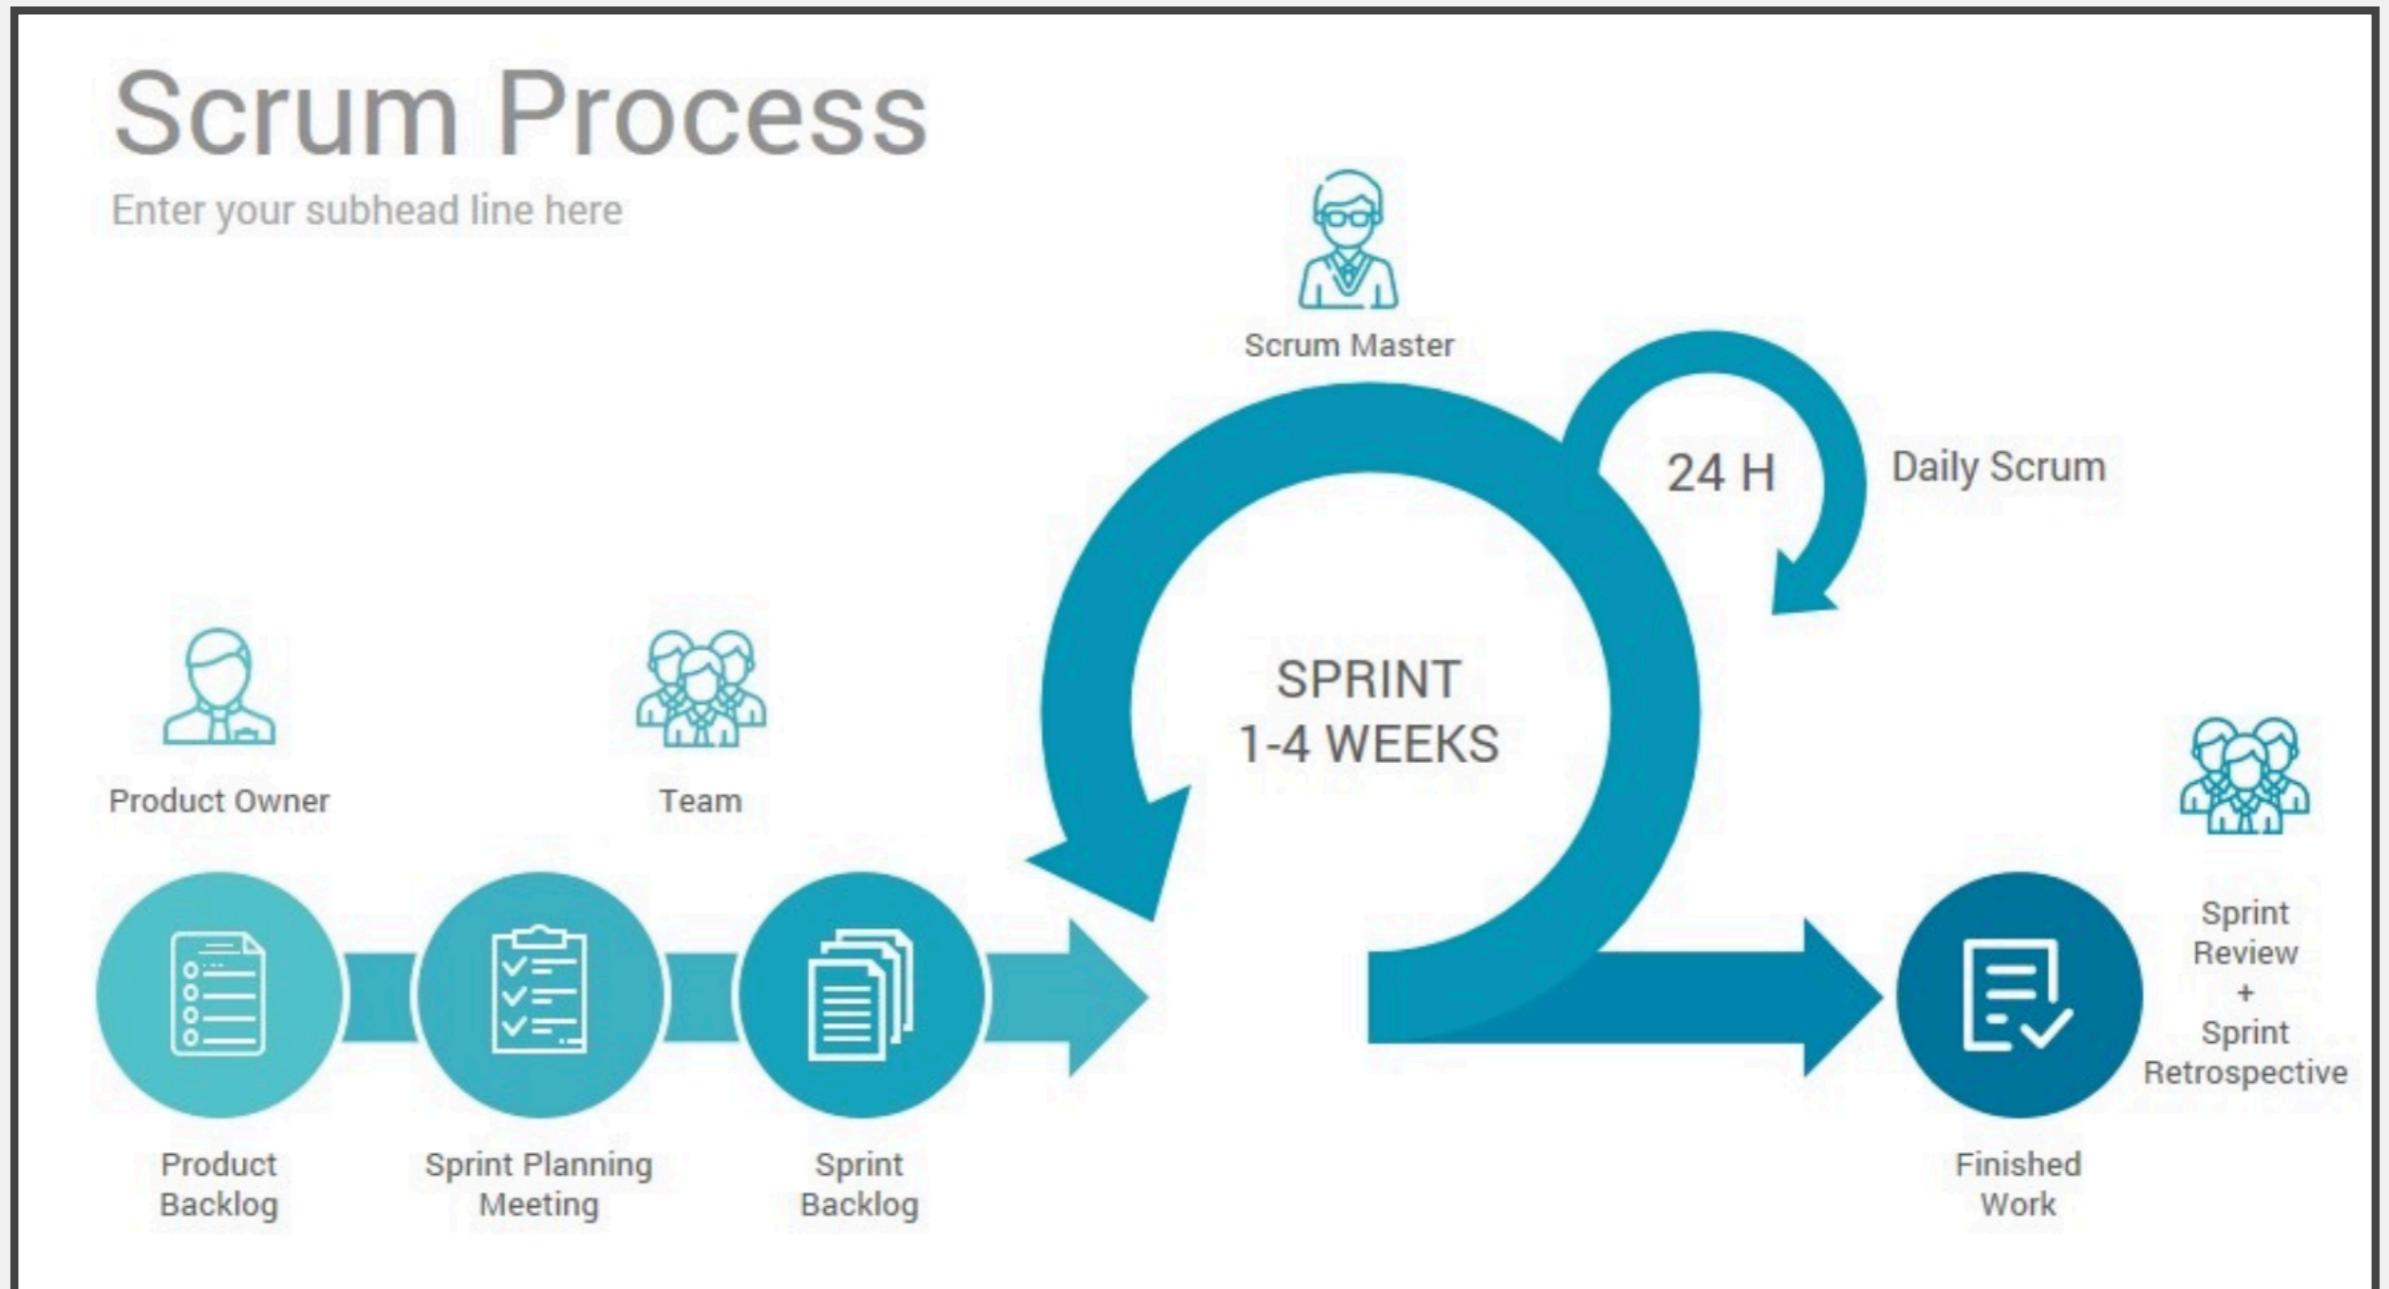 Scrum Process
Enter your subhead line here
Scrum Master
24 H
Daily Scrum
SPRINT
1-4 WEEKS
Product Owner
Team
Sprint
Review
+
Sprint
Retrospective
Product
Backlog
Sprint Planning
Meeting
Sprint
Backlog
Finished
Work